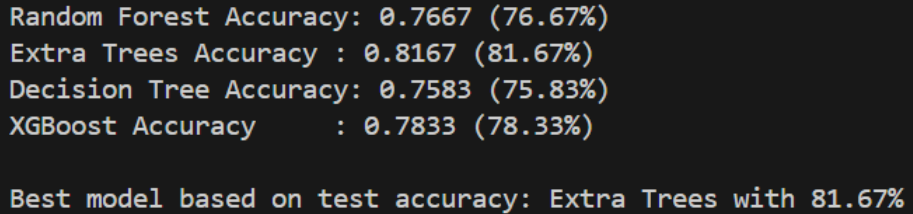 Random Forest Accuracy: 0.7667 (76.67%)
Extra Trees Accuracy : 0.8167 (81.67%)
Decision Tree Accuracy: 0.7583 (75.83%)
XGBoost Accuracy     : 0.7833 (78.33%)
Best model based on test accuracy: Extra Trees with 81.67%